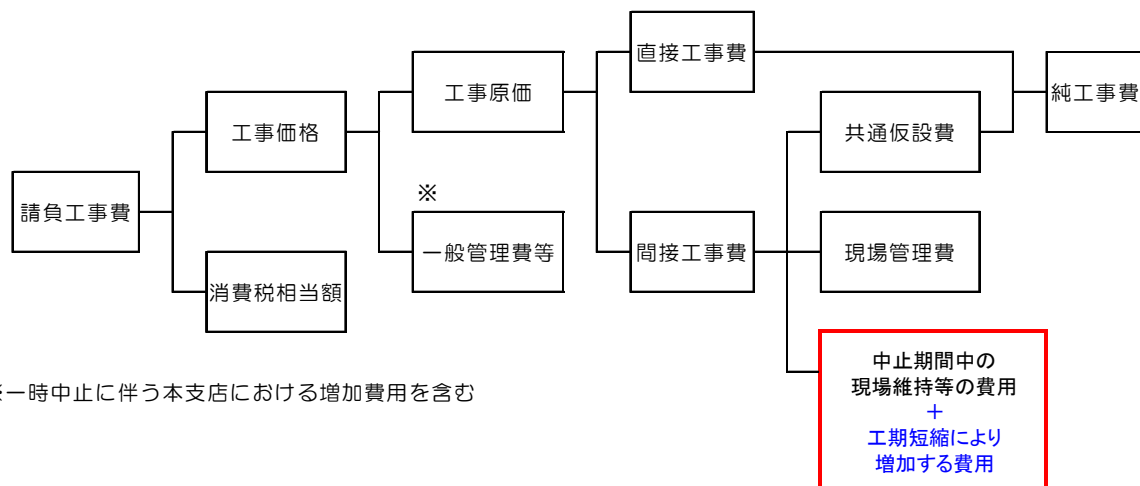 直接工事費
工事原価
純工事費
工事価格
共通仮設費
請負工事費
※
一般管理費等
間接工事費
現場管理費
消費税相当額
中止期間中の
現場維持等の費用
+
工期短縮により
増加する費用
※一時中止に伴う本支店における増加費用を含む